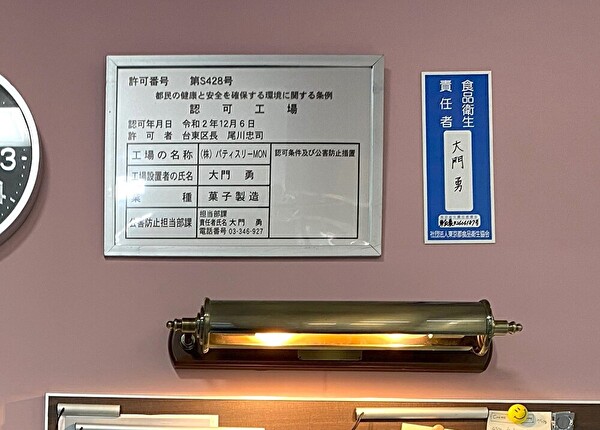 許可番号 第S428号
都民の健康と安全を確保する環境に関する条例
認可工場
認可年月日 令和2年12月6日
許可者 台東区長 尾川忠司
工場の名称 (株)パティスリーMON
認可条件及び公害防止措置
工場設置者の氏名 大門 勇
業種 菓子製造
公害防止担当部課 担当部課
責任者氏名 大門 勇
電話番号 03-346-927
食品衛生
責任者
大門 勇
社団法人東京都食品衛生協会
3
4